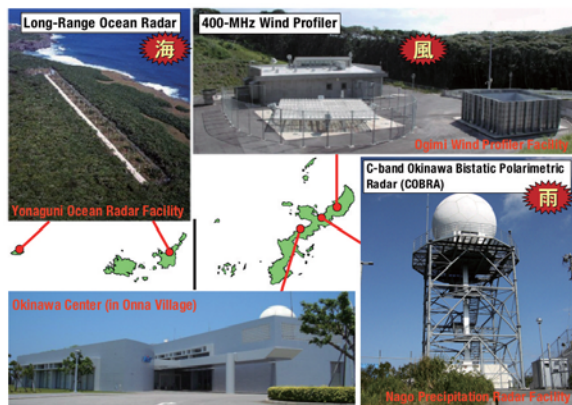 Long-Range Ocean Radar
海
400-MHz Wind Profiler
風
Ogimi Wind Profiler Facility
C-band Okinawa Bistatic Polarimetric
Radar (COBRA)
雨
Yonaguni Ocean Radar Facility
Okinawa Center (in Onna Village)
Nago Precipitation Radar Facility